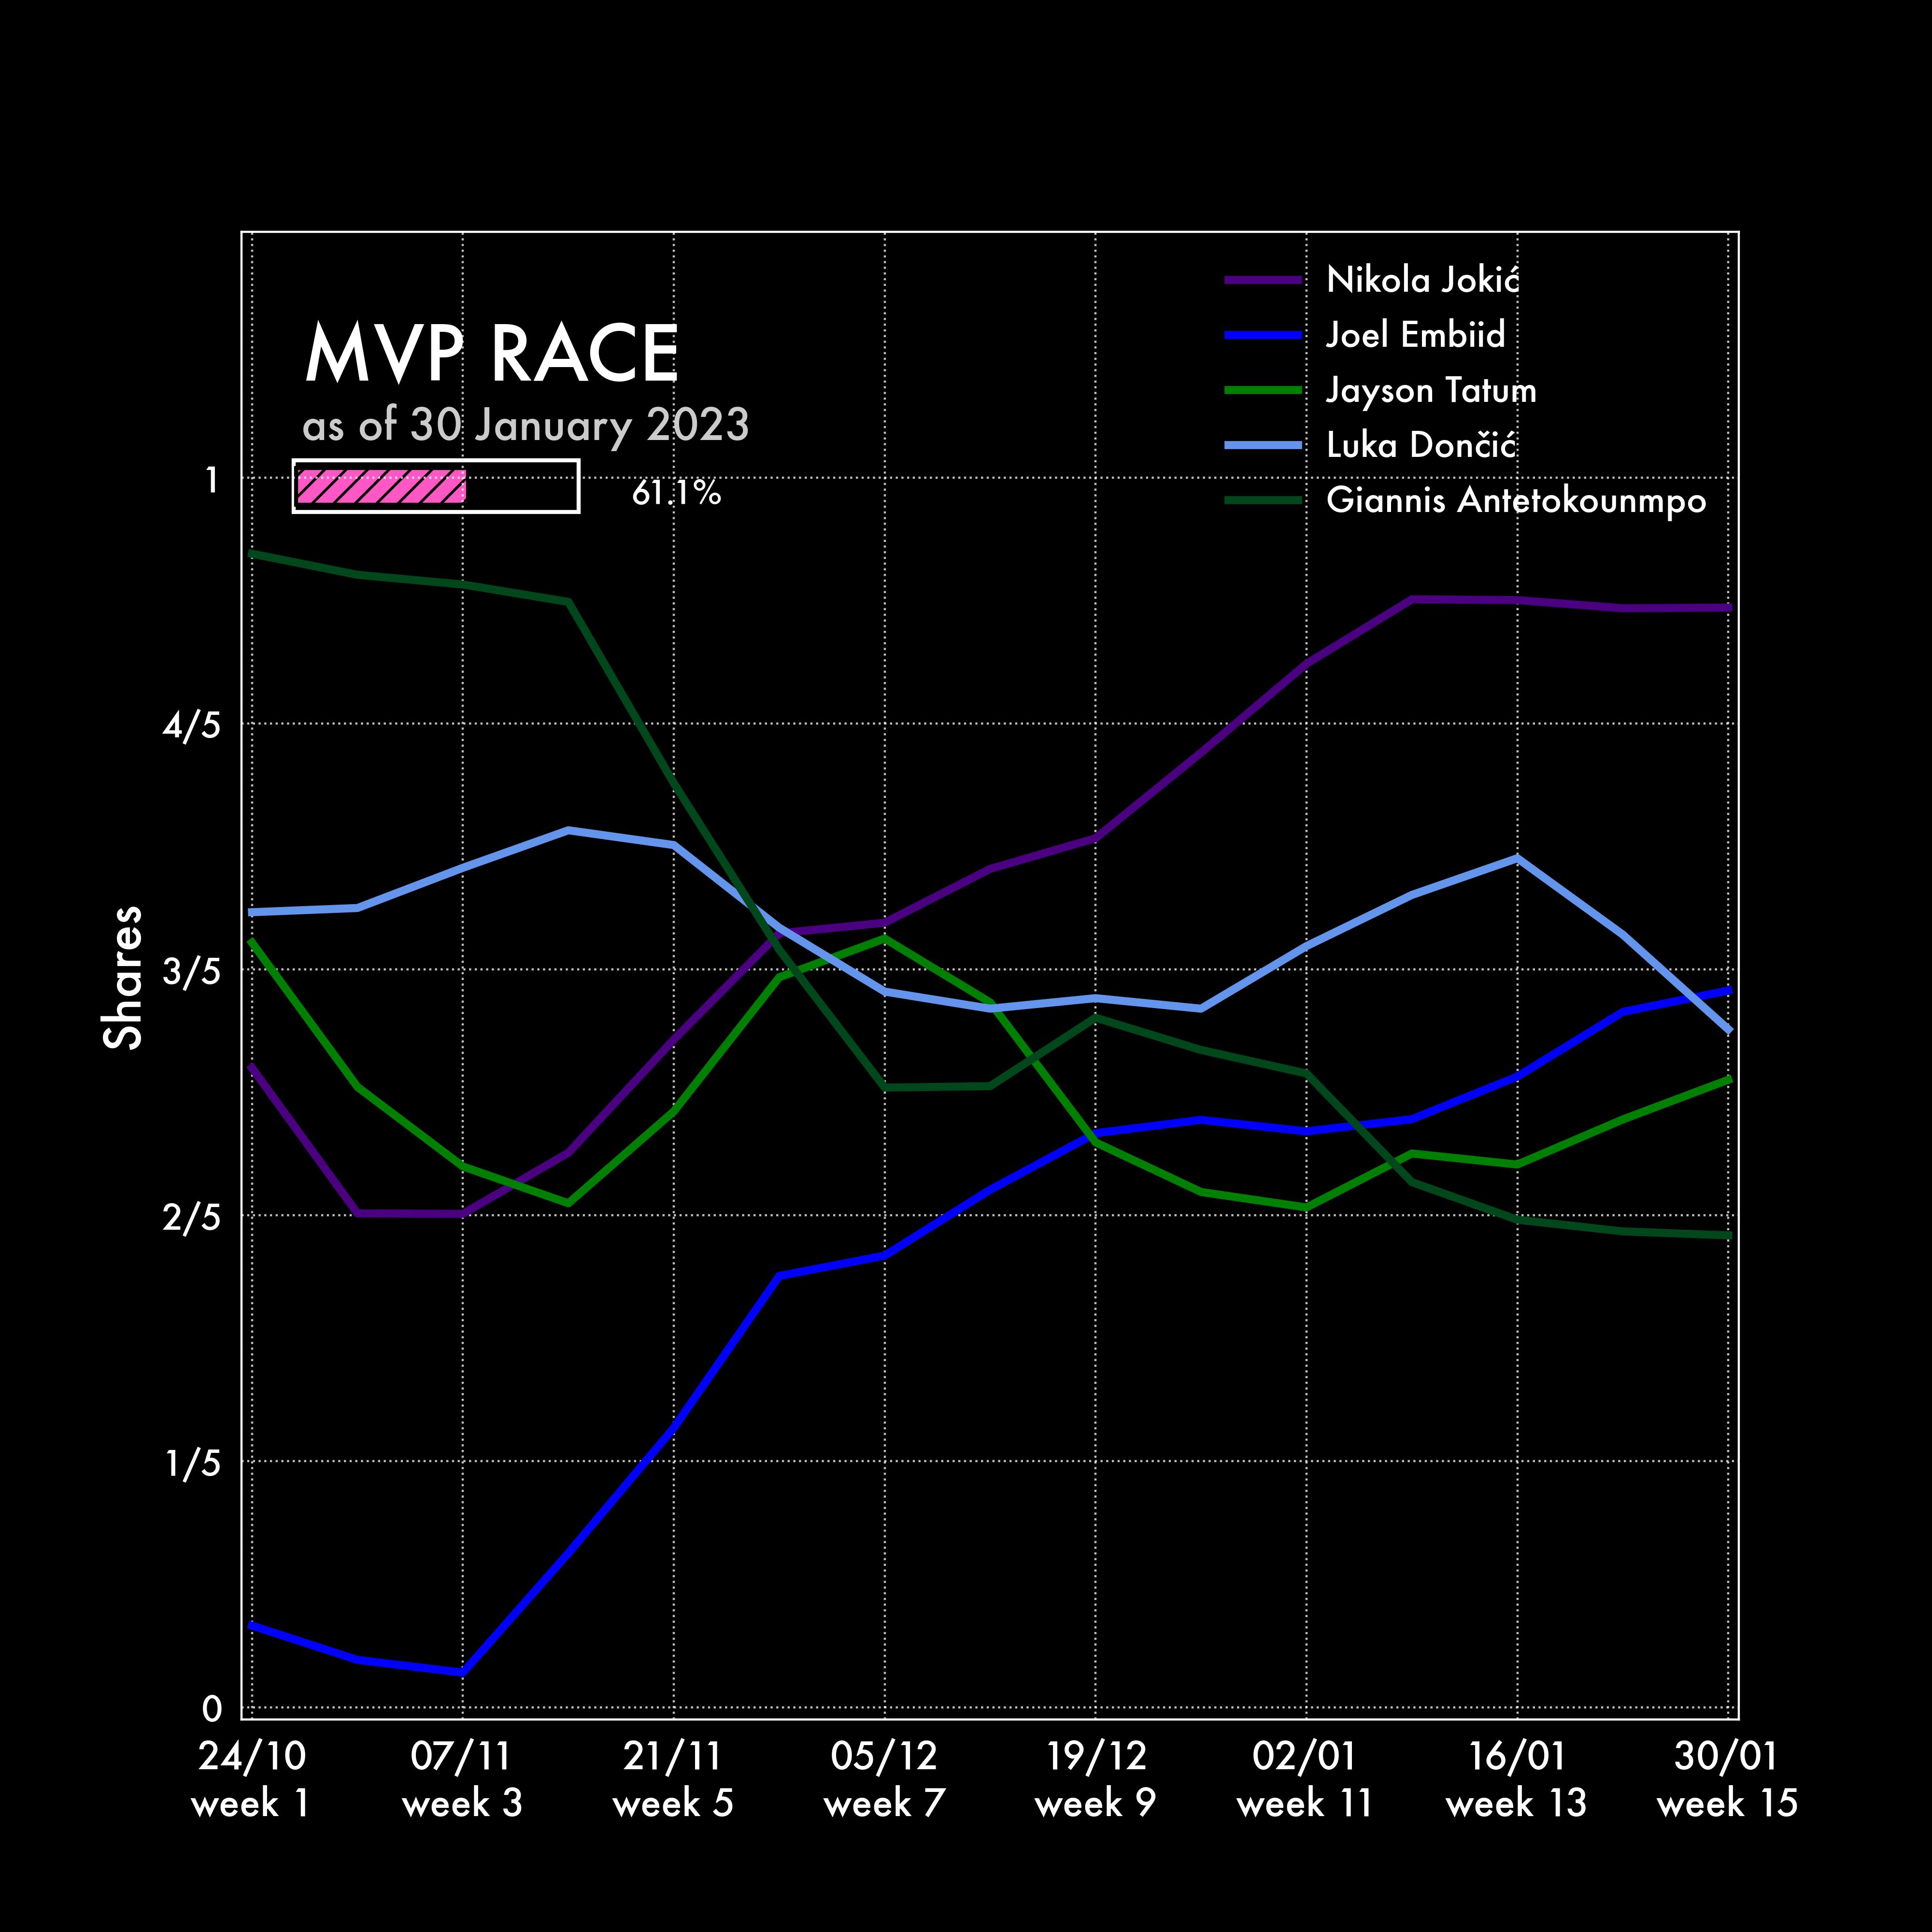 MVP RACE
as of 30 January 2023
61.1%
Nikola Jokić
Joel Embiid
Jayson Tatum
Luka Dončić
Giannis Antetokounmpo
Shares
1
4/5
3/5
2/5
1/5
0
24/10 07/11 21/11 05/12 19/12 02/01 16/01 30/01
week 1 week 3 week 5 week 7 week 9 week 11 week 13 week 15